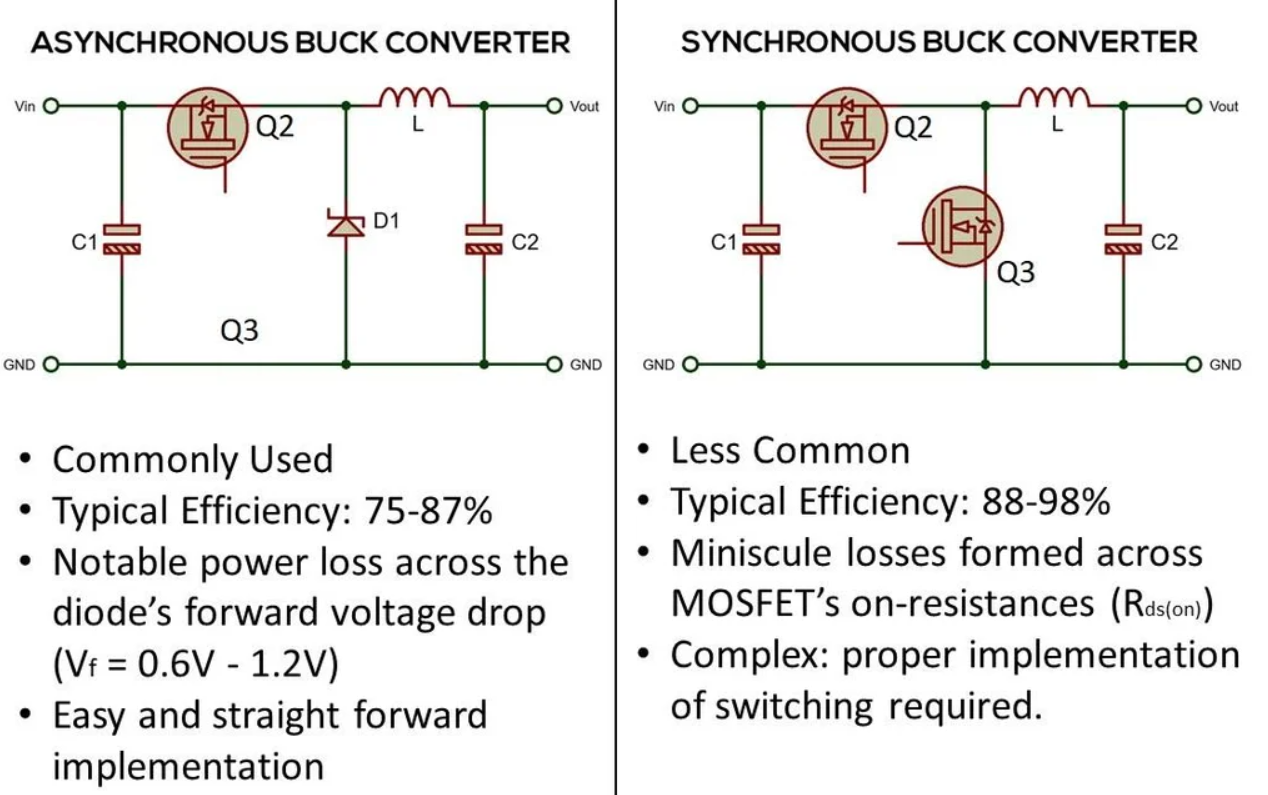 ASYNCHRONOUS BUCK CONVERTER
Vin
Q2
L
Vout
C1
D1
C2
Q3
GND
GND
• Commonly Used
• Typical Efficiency: 75-87%
• Notable power loss across the
diode’s forward voltage drop
(Vf = 0.6V - 1.2V)
• Easy and straight forward
implementation
SYNCHRONOUS BUCK CONVERTER
Vin
Q2
L
Vout
C1
Q3
C2
GND
GND
• Less Common
• Typical Efficiency: 88-98%
• Miniscule losses formed across
MOSFET’s on-resistances (Rds(on))
• Complex: proper implementation
of switching required.